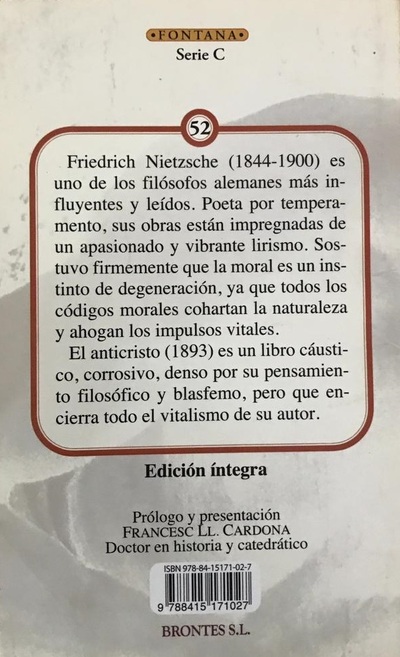 • FONTANA •
Serie C
52
Friedrich Nietzsche (1844-1900) es
uno de los filósofos alemanes más in-
fluyentes y leídos. Poeta por tempera-
mento, sus obras están impregnadas de
un apasionado y vibrante lirismo. Sos-
tuvo firmemente que la moral es un ins-
tinto de degeneración, ya que todos los
códigos morales cohartan la naturaleza
y ahogan los impulsos vitales.
El anticristo (1893) es un libro cáusti-
co, corrosivo, denso por su pensamiento
filosófico y blasfemo, pero que en-
cierra todo el vitalismo de su autor.
Edición íntegra
Prólogo y presentación
FRANCESC LL. CARDONA
Doctor en historia y catedrático
ISBN 978-84-15171-02-7
9 788415 171027
BRONTES S.L.